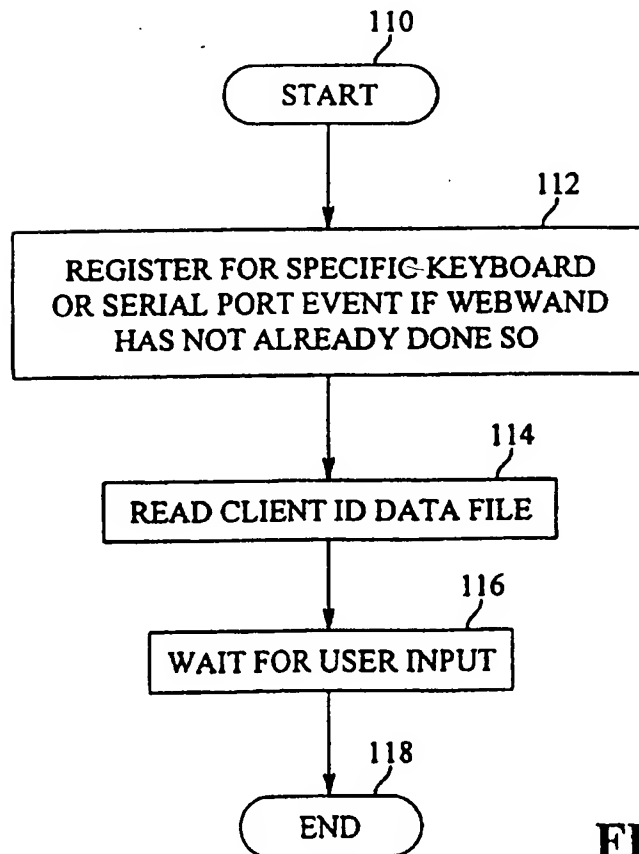 110
START
112
REGISTER FOR SPECIFIC KEYBOARD
OR SERIAL PORT EVENT IF WEBWAND
HAS NOT ALREADY DONE SO
114
READ CLIENT ID DATA FILE
116
WAIT FOR USER INPUT
118
END